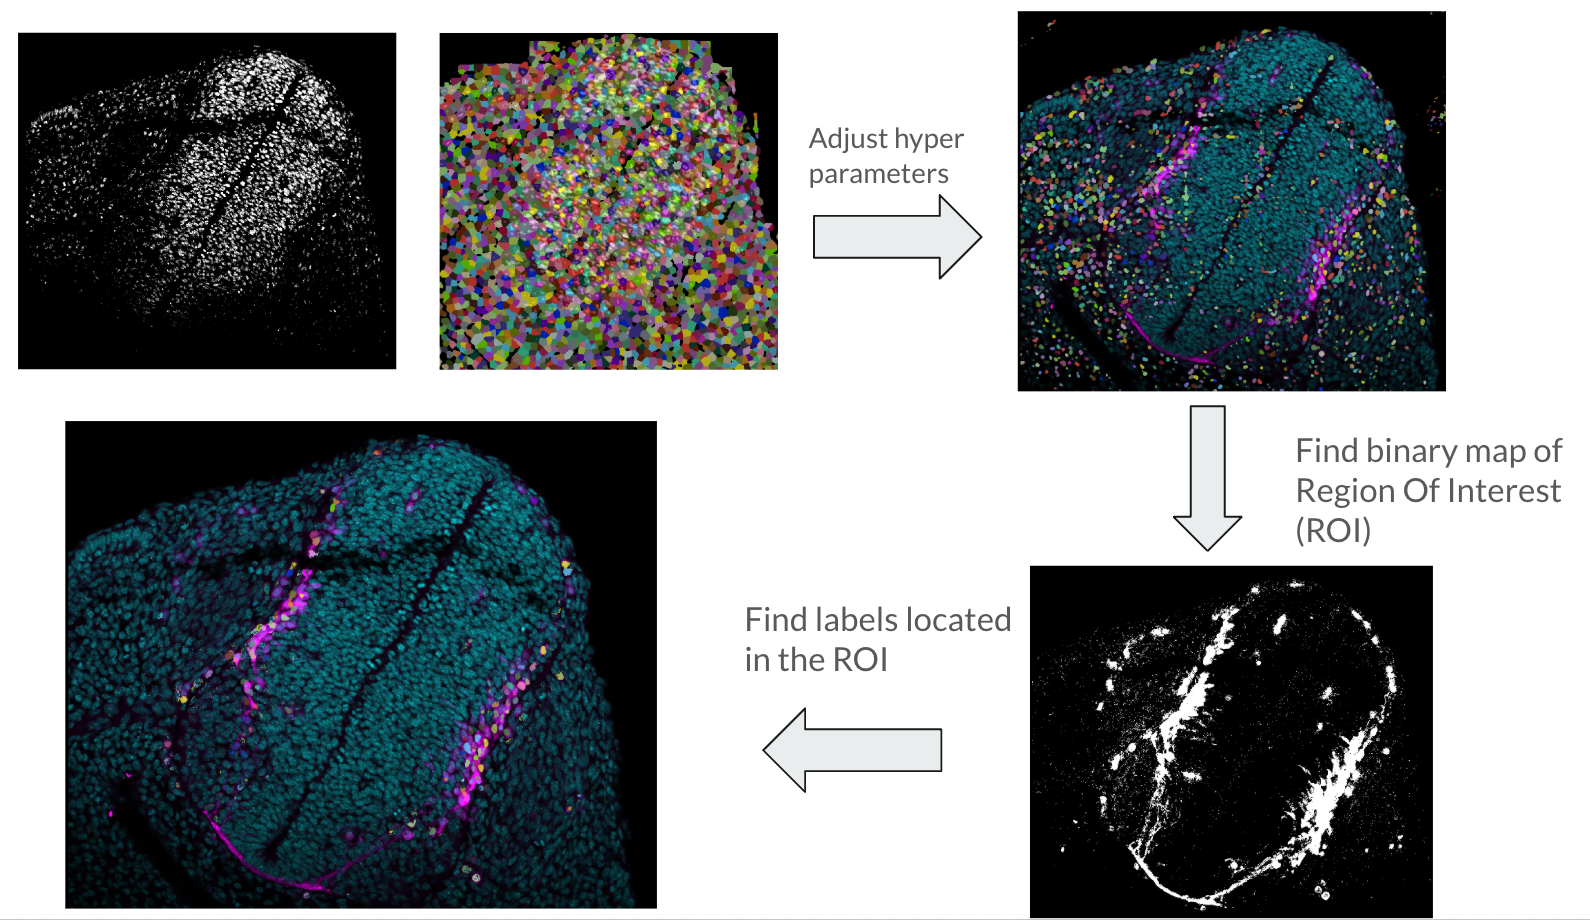 Adjust hyper
parameters
Find binary map of
Region Of Interest
(ROI)
Find labels located
in the ROI